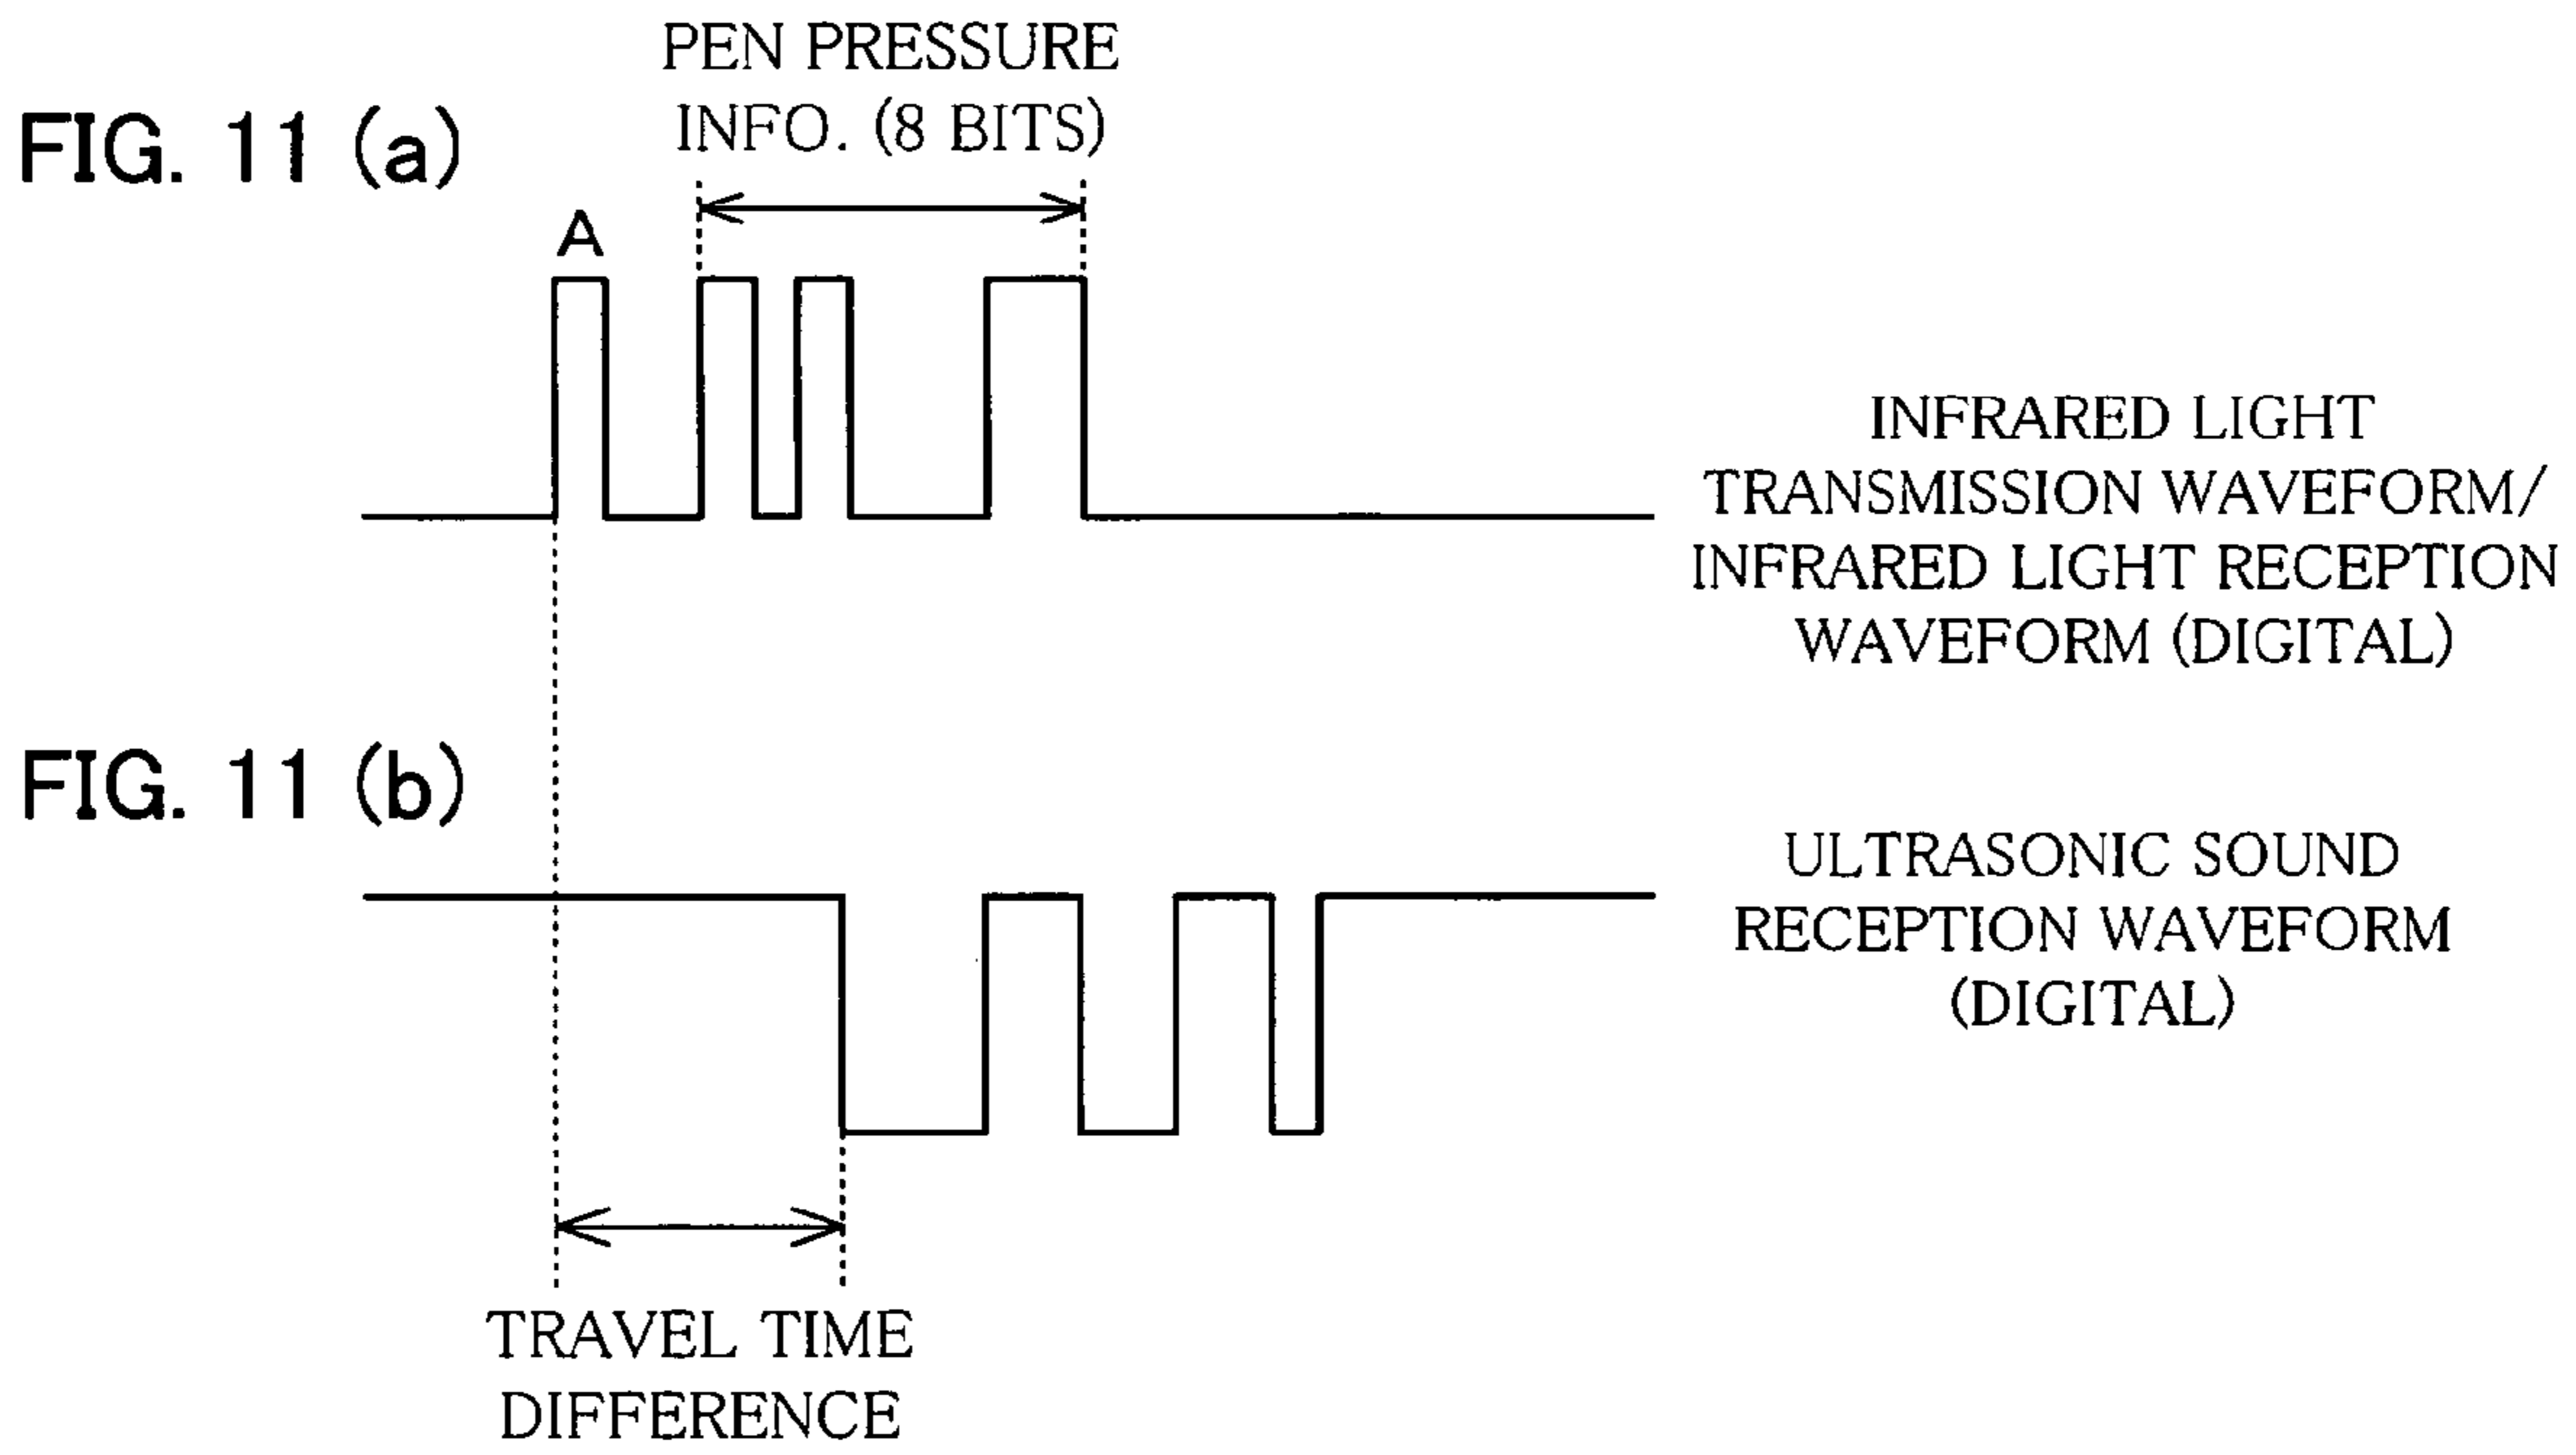 PEN PRESSURE
INFO. (8 BITS)
FIG. 11 (a)
A
INFRARED LIGHT
TRANSMISSION WAVEFORM/
INFRARED LIGHT RECEPTION
WAVEFORM (DIGITAL)
FIG. 11 (b)
ULTRASONIC SOUND
RECEPTION WAVEFORM
(DIGITAL)
TRAVEL TIME
DIFFERENCE